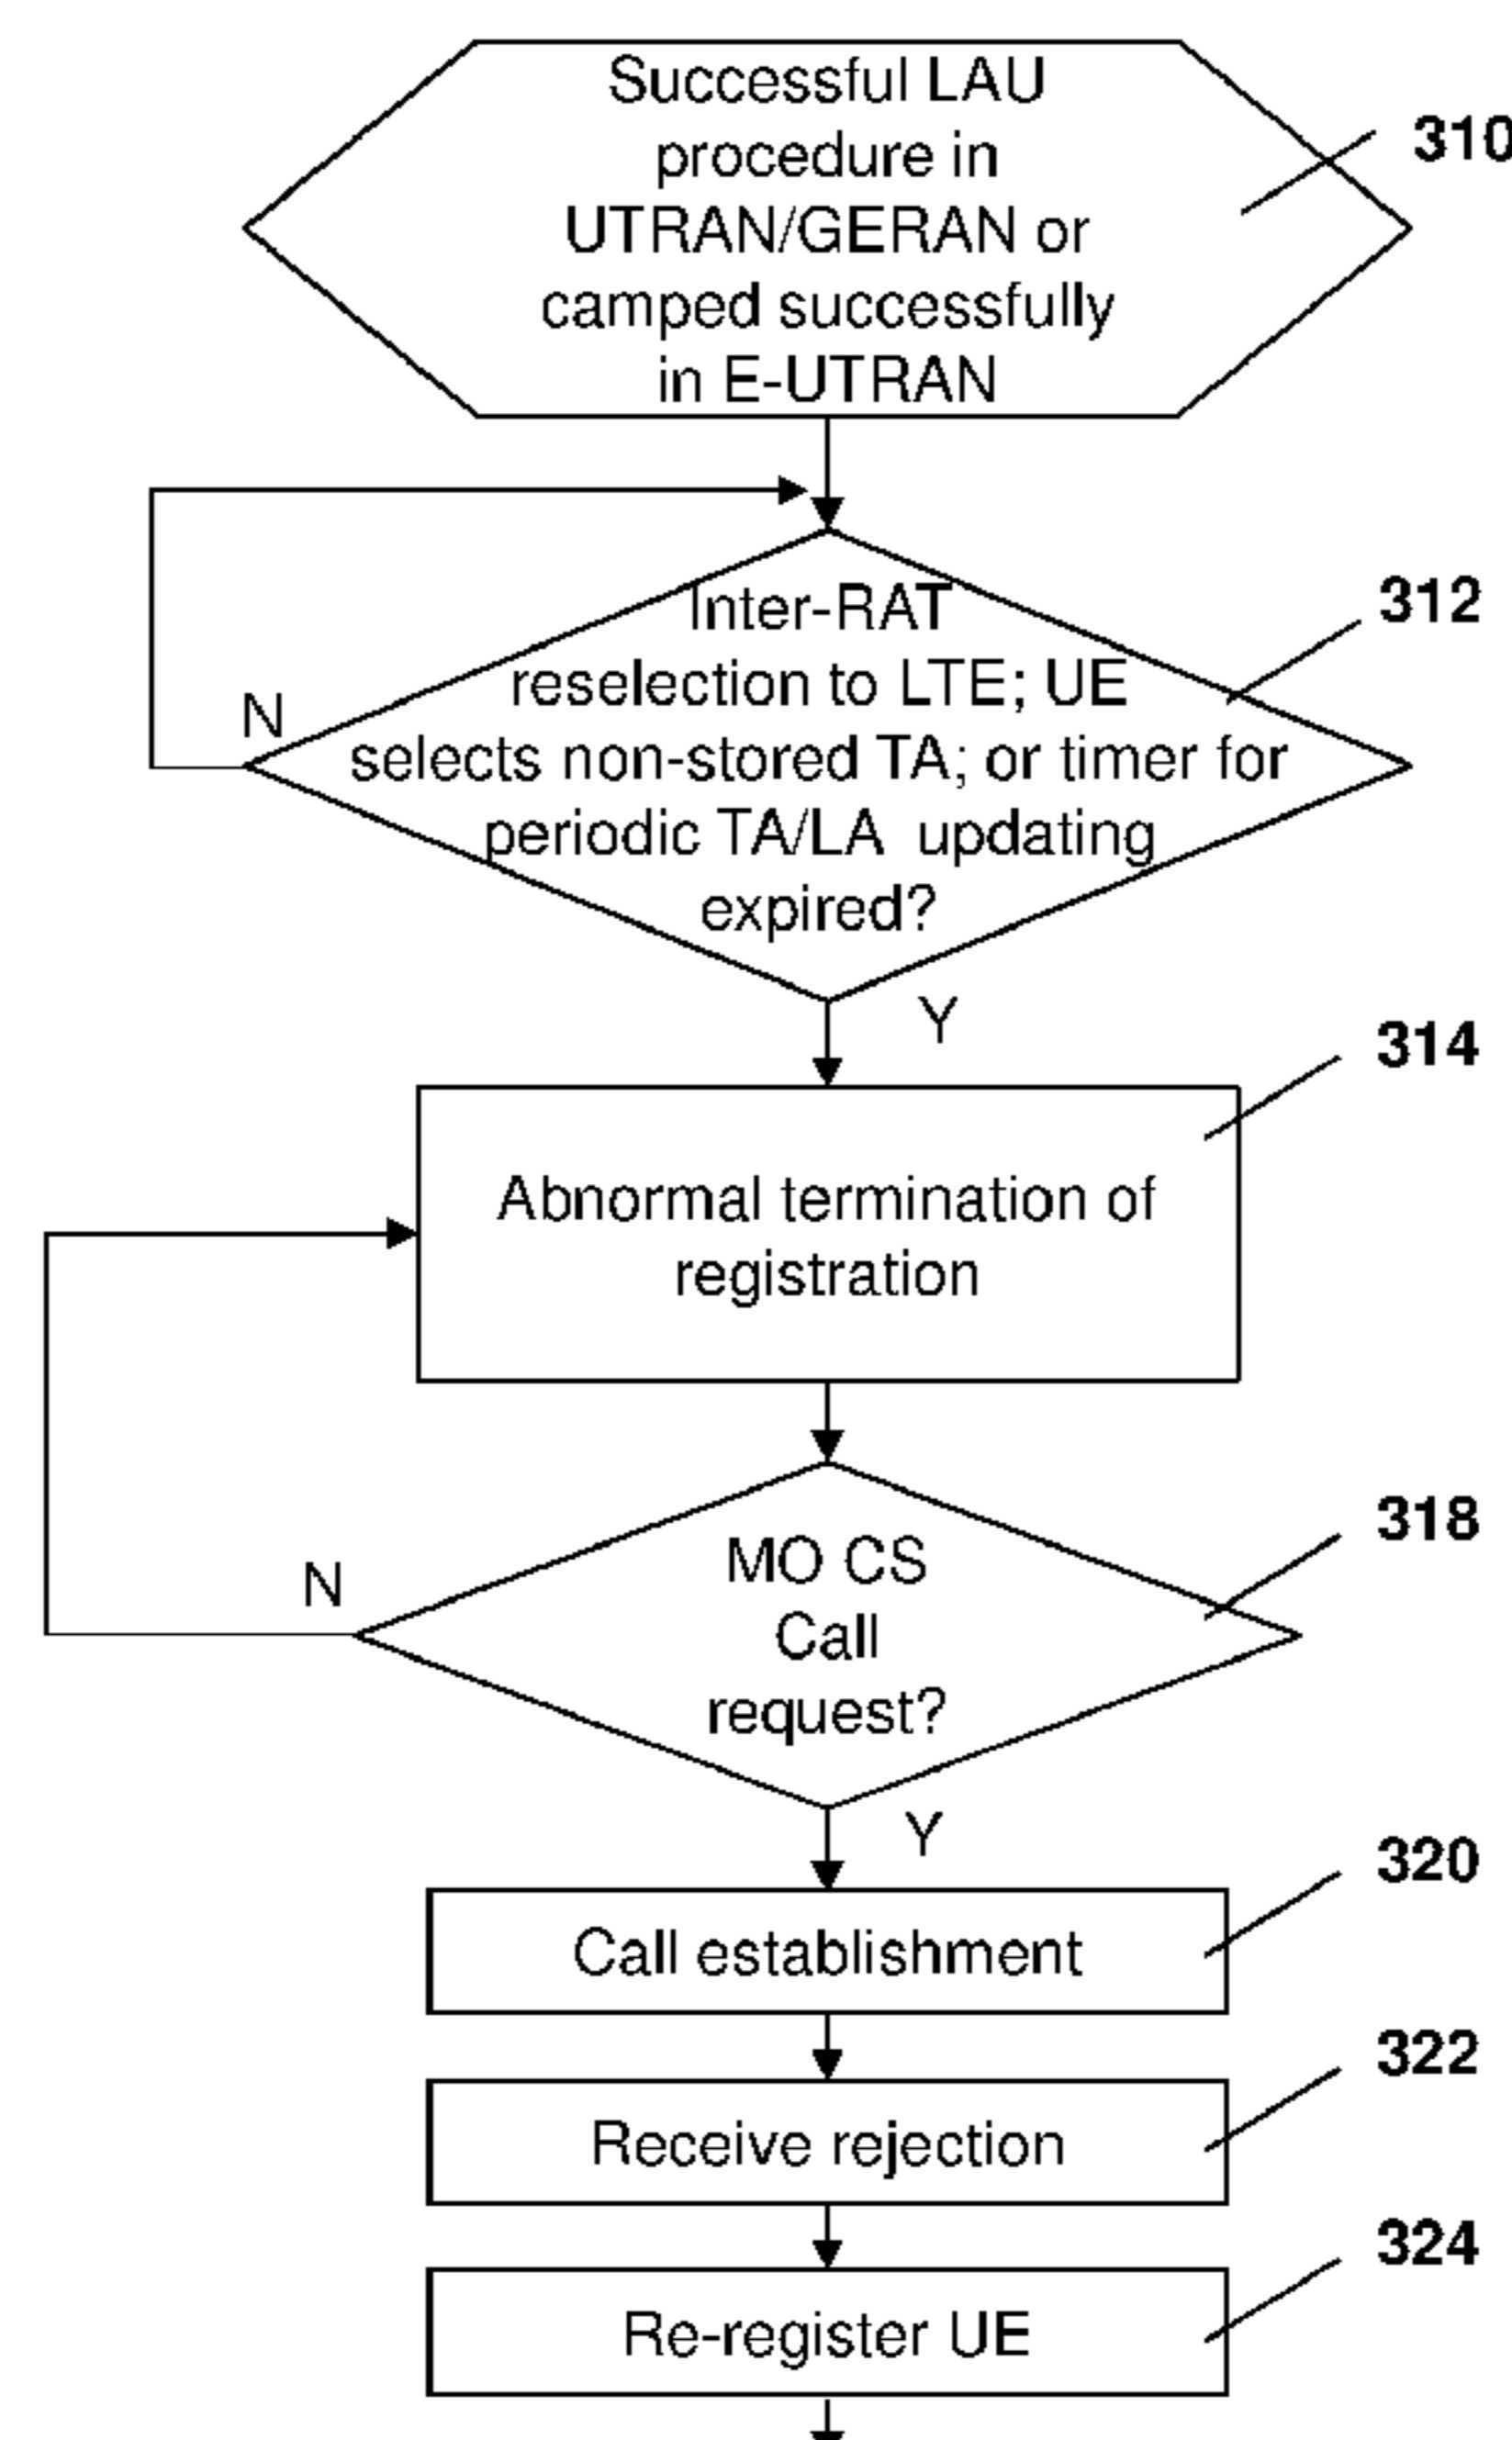 Successful LAU
procedure in
UTRAN/GERAN or
camped successfully
in E-UTRAN
310
Inter-RAT
reselection to LTE; UE
selects non-stored TA; or timer for
periodic TA/LA updating
expired?
312
N
Y
314
Abnormal termination of
registration
318
MO CS
Call
request?
N
Y
320
Call establishment
322
Receive rejection
324
Re-register UE